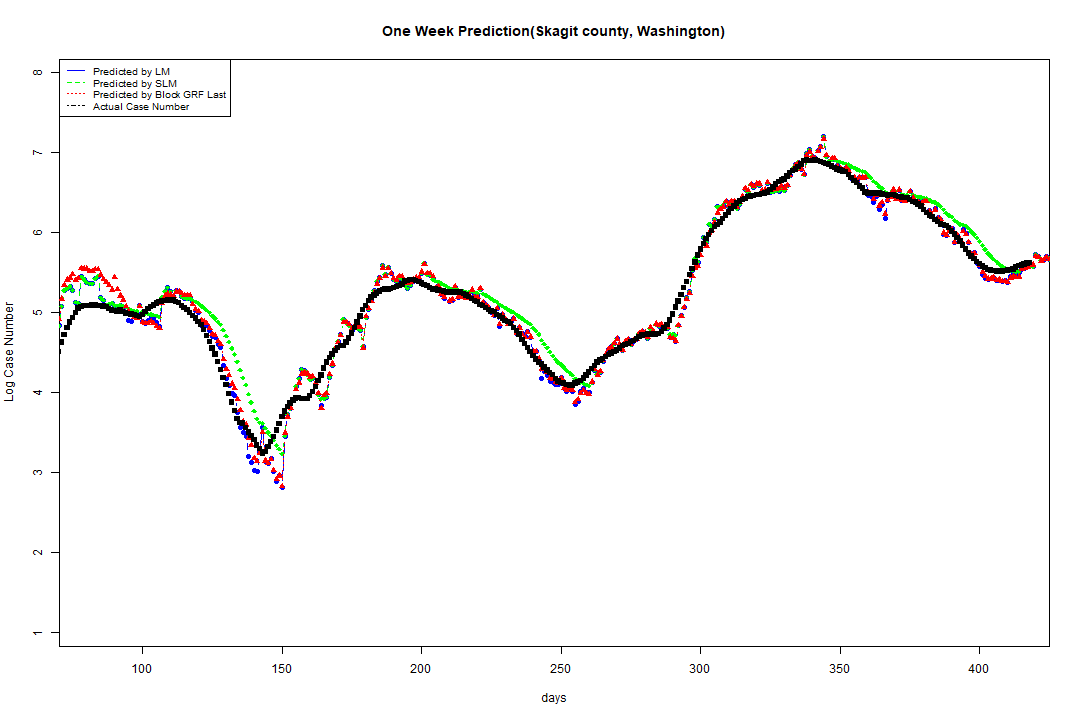 One Week Prediction(Skagit county, Washington)
Predicted by LM
Predicted by SLM
Predicted by Block GRF Last
Actual Case Number
Log Case Number
8
7
6
5
4
3
2
1
100 150 200 250 300 350 400
days